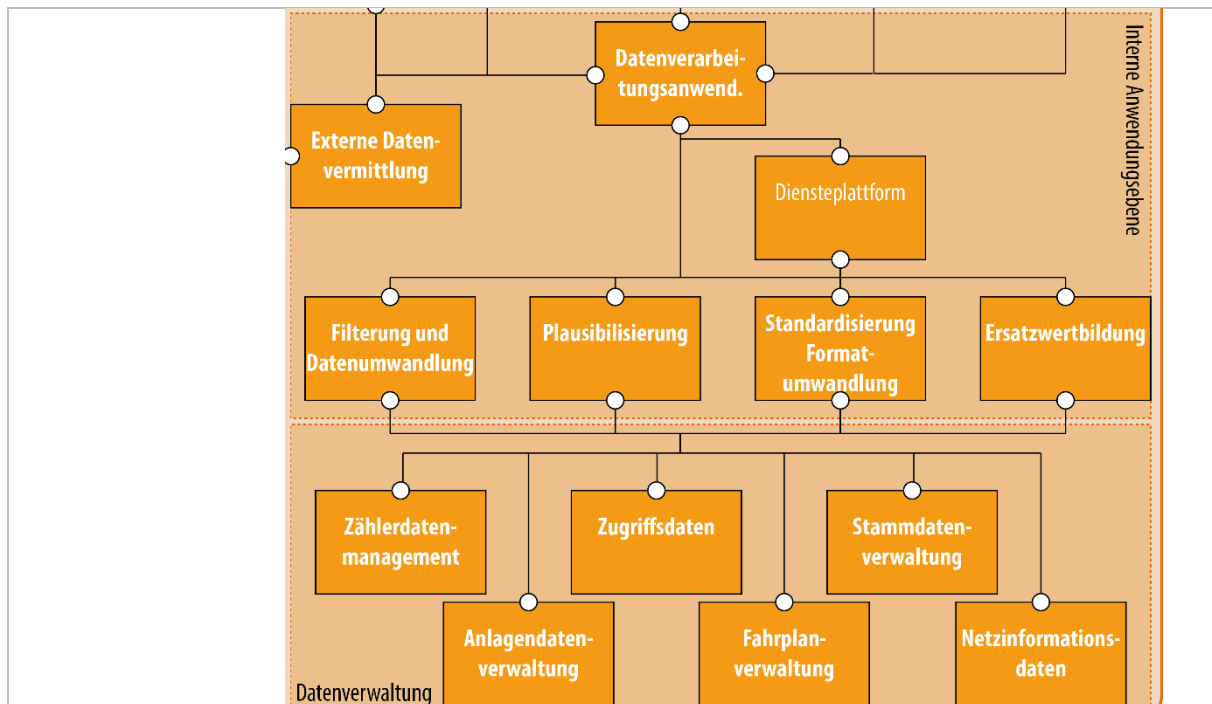 Datenverarbei-
tungsanwend.
Interne Anwendungsebene
Externe Daten-
vermittlung
Diensteplattform
Filterung und
Datenumwandlung
Plausibilisierung
Standardisierung
Format-
umwandlung
Ersatzwertbildung
Zählerdaten-
management
Zugriffsdaten
Stammdaten-
verwaltung
Anlagendaten-
verwaltung
Fahrplan-
verwaltung
Netzinformations-
daten
Datenverwaltung